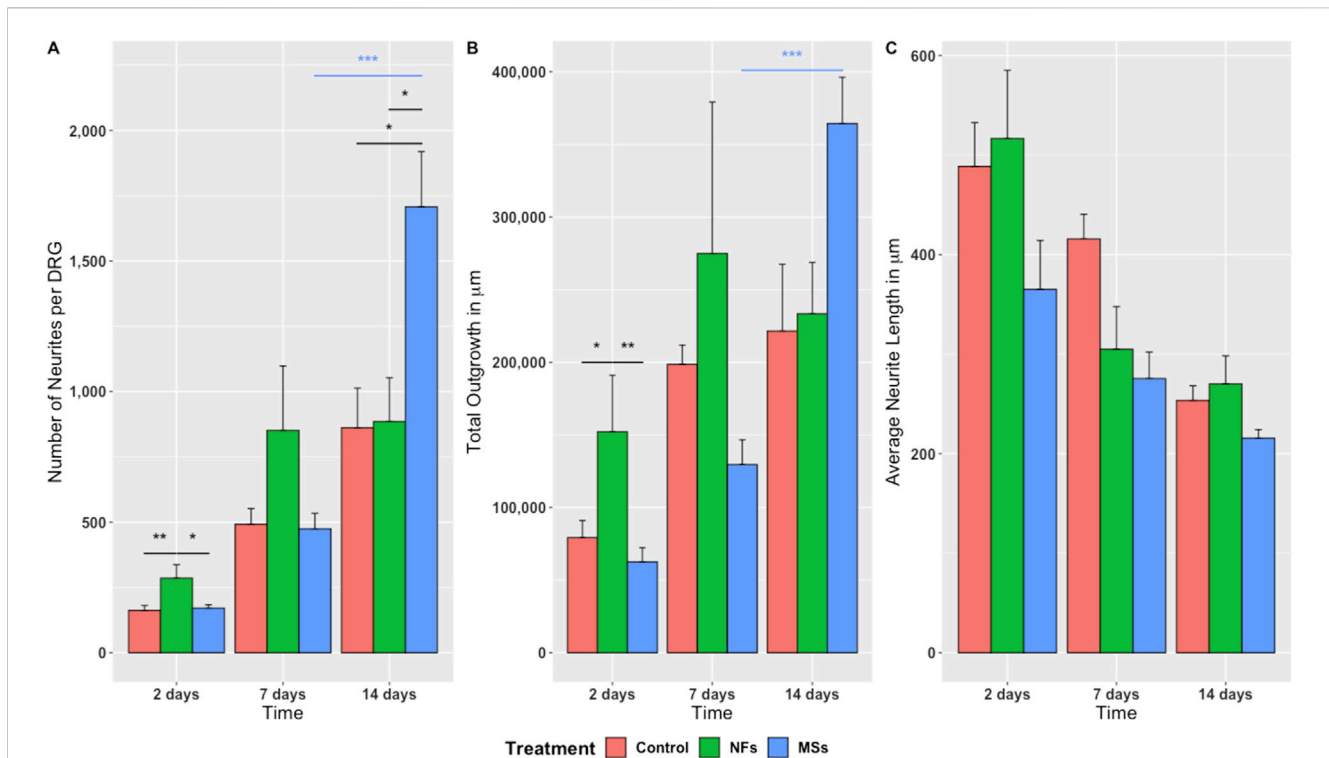 A
Number of Neurites per DRG
2,000
1,500
1,000
500
0
**
*
*
*
***
2 days
7 days
14 days
Time
B
Total Outgrowth in μm
400,000
300,000
200,000
100,000
0
*
**
***
2 days
7 days
14 days
Time
C
Average Neurite Length in μm
600
400
200
0
2 days
7 days
14 days
Time
Treatment Control NFs MSs